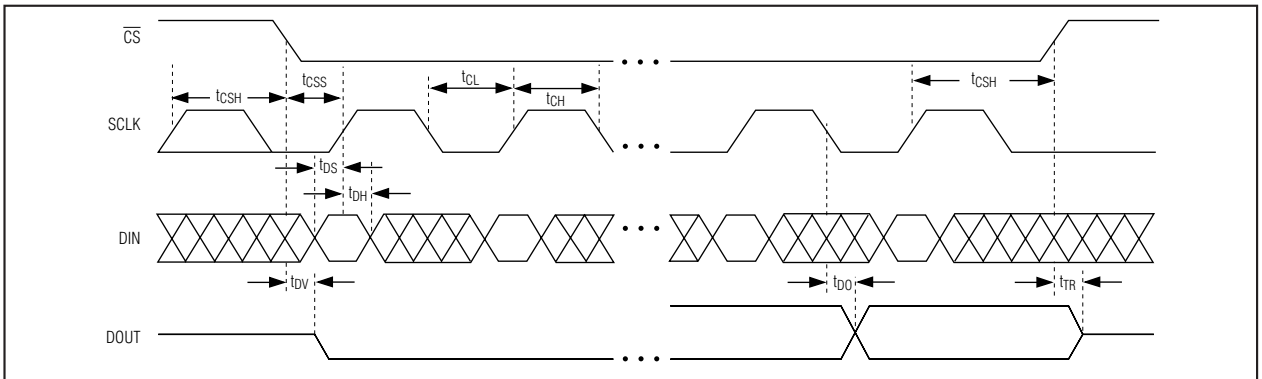 CS
tCSS
tCL
tCSH
tCSH
tCH
SCLK
• • •
• • •
tDS
tDH
DIN
• • •
tDV
tDO
tTR
DOUT
• • •